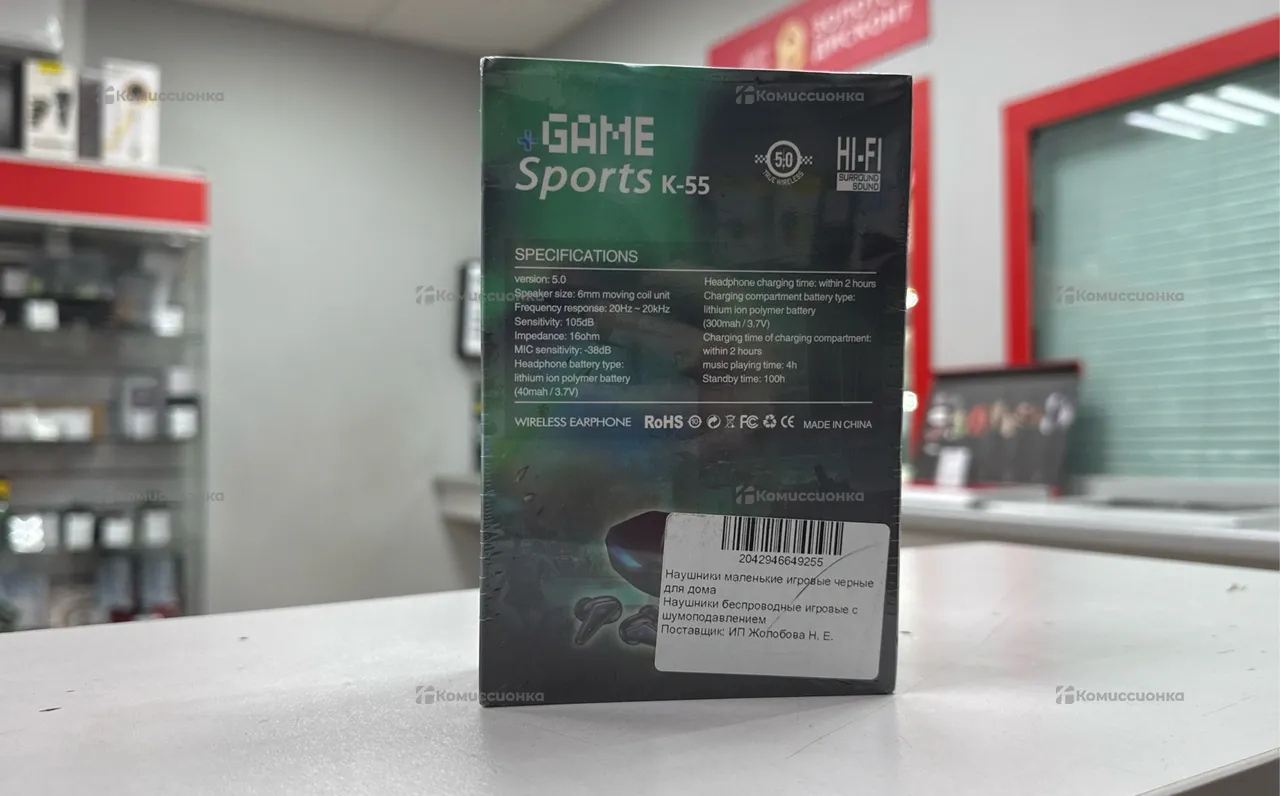 ЗОЛОТО
ДИСКОНТ
Комиссионка
Комиссионка
GAME
Sports K-55
5.0
TRUE WIRELESS
HI-FI
SURROUND
SOUND
SPECIFICATIONS
version: 5.0
Speaker size: 6mm moving coil unit
Frequency response: 20Hz ~ 20kHz
Sensitivity: 105dB
Impedance: 16ohm
MIC sensitivity: -38dB
Headphone battery type:
lithium ion polymer battery
(40mah / 3.7V)
Headphone charging time: within 2 hours
Charging compartment battery type:
lithium ion polymer battery
(300mah / 3.7V)
Charging time of charging compartment:
within 2 hours
music playing time: 4h
Standby time: 100h
Комиссионка
Комиссионка
WIRELESS EARPHONE RoHS 10 FC CE MADE IN CHINA
Комиссионка
Комиссионка
2042946649255
Наушники маленькие игровые черные
для дома
Наушники беспроводные игровые с
шумоподавлением
Поставщик: ИП Жолобова Н. Е.
Комиссионка
Комиссионка